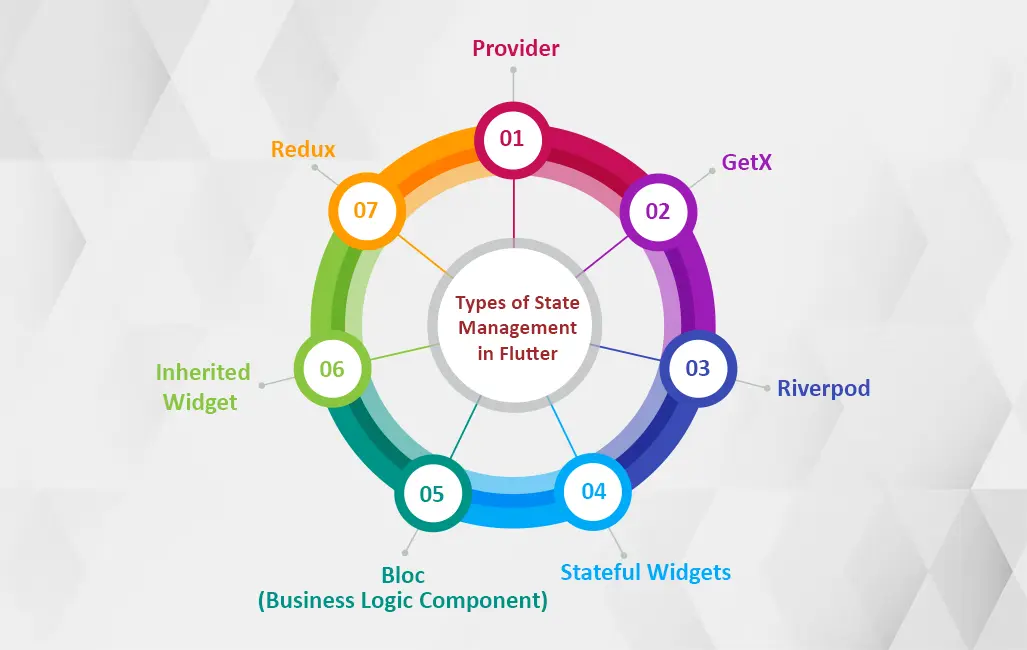 Types of State
Management
in Flutter
01
Provider
02
GetX
03
Riverpod
04
Stateful Widgets
05
Bloc
(Business Logic Component)
06
Inherited
Widget
07
Redux